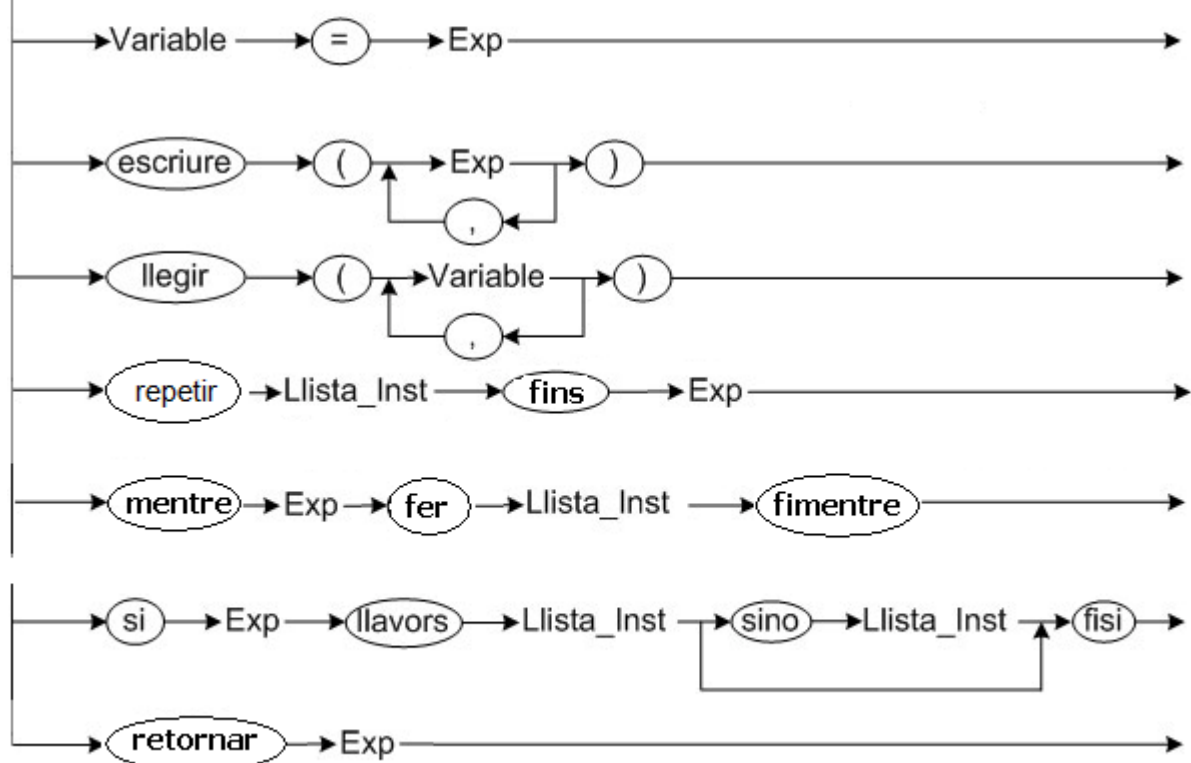 Variable = Exp
escriure ( Exp )
,
llegir ( Variable )
,
repetir Llista_Inst fins Exp
mentre Exp fer Llista_Inst fimentre
si Exp llavors Llista_Inst sino Llista_Inst fisi
retornar Exp